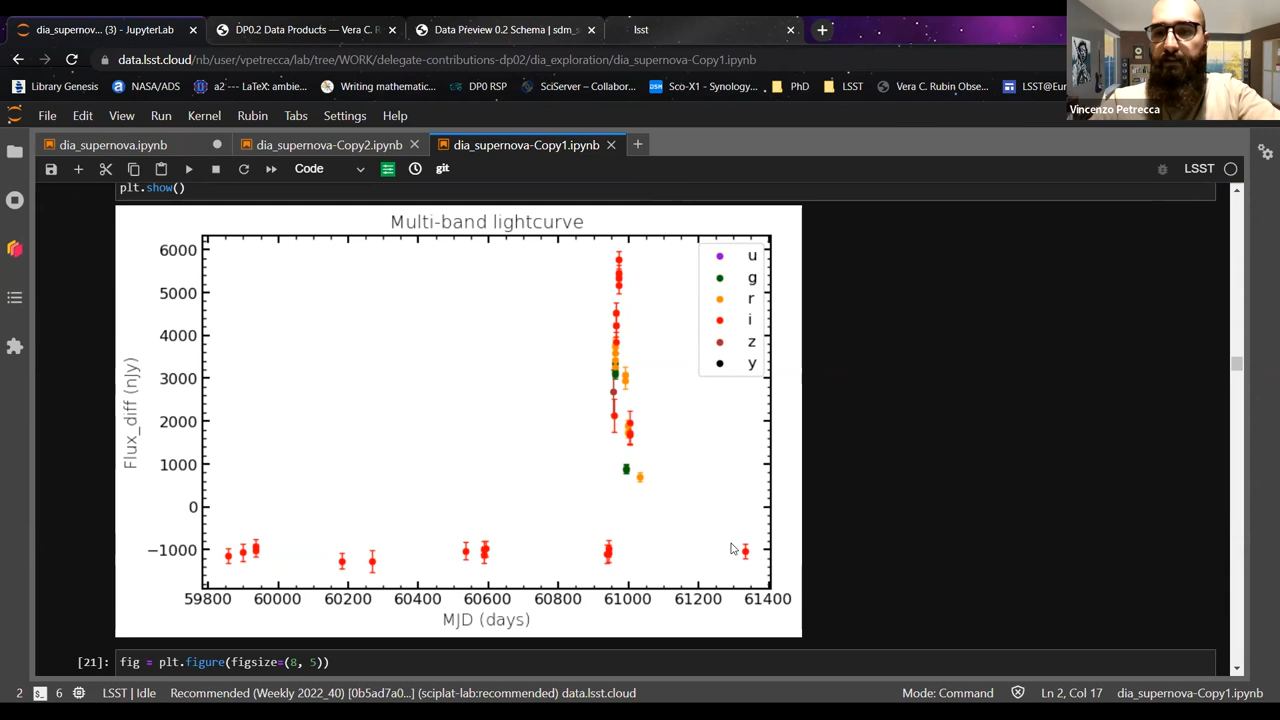 dia_supernov... (3) - JupyterLab
DP0.2 Data Products — Vera C. R
Data Preview 0.2 Schema | sdm_s
lsst
data.lsst.cloud/nb/user/vpetrecca/lab/tree/WORK/delegate-contributions-dp02/dia_exploration/dia_supernova-Copy1.ipynb
Library Genesis
NASA/ADS
a2 --- LaTeX: ambie...
Writing mathematic...
DP0 RSP
SciServer – Collabor...
Sco-X1 - Synology...
PhD
LSST
Vera C. Rubin Obse...
LSST@Eur
Vincenzo Petrecca
File Edit View Run Kernel Rubin Tabs Settings Help
dia_supernova.ipynb
dia_supernova-Copy2.ipynb
dia_supernova-Copy1.ipynb
Code
git
LSST
plt.show()
Multi-band lightcurve
6000
5000
4000
3000
2000
1000
0
−1000
Flux_diff (nJy)
u
g
r
i
z
y
59800 60000 60200 60400 60600 60800 61000 61200 61400
MJD (days)
[21]: fig = plt.figure(figsize=(8, 5))
2 6 LSST | Idle Recommended (Weekly 2022_40) [0b5ad7a0...] (sciplat-lab:recommended) data.lsst.cloud Mode: Command Ln 2, Col 17 dia_supernova-Copy1.ipynb